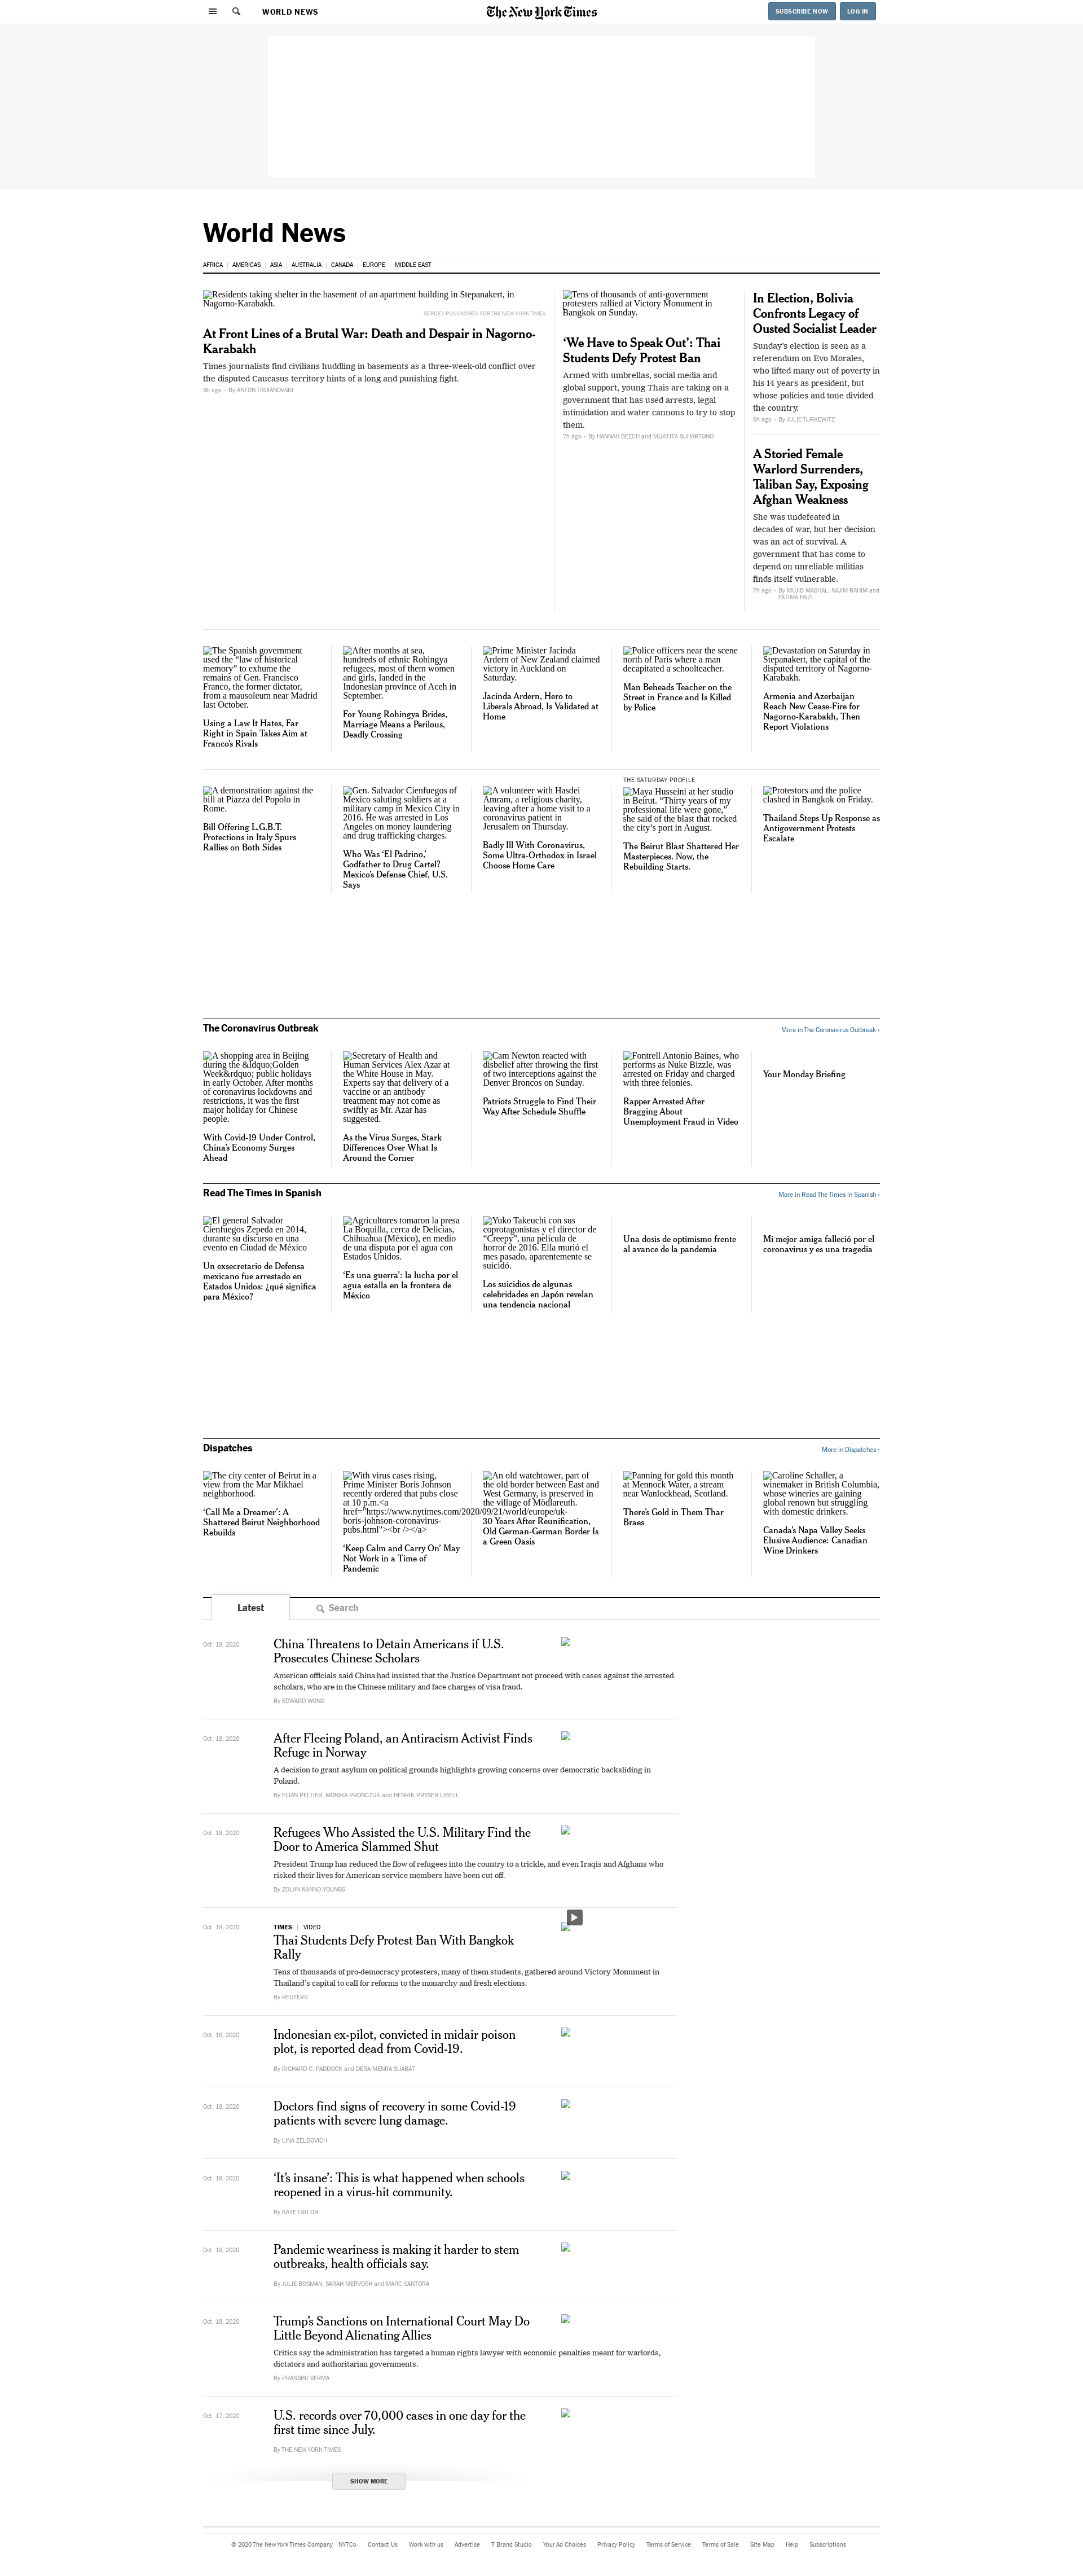 WORLD NEWS
The New York Times
SUBSCRIBE NOW
LOG IN
World News
AFRICA
AMERICAS
ASIA
AUSTRALIA
CANADA
EUROPE
MIDDLE EAST
Residents taking shelter in the basement of an apartment building in Stepanakert, in
Nagorno-Karabakh.
SERGEY PONOMAREV FOR THE NEW YORK TIMES
At Front Lines of a Brutal War: Death and Despair in Nagorno-
Karabakh
Times journalists find civilians huddling in basements as a three-week-old conflict over
the disputed Caucasus territory hints of a long and punishing fight.
9h ago - By ANTON TROIANOVSKI
Tens of thousands of anti-government
protesters rallied at Victory Monument in
Bangkok on Sunday.
‘We Have to Speak Out’: Thai
Students Defy Protest Ban
Armed with umbrellas, social media and
global support, young Thais are taking on a
government that has used arrests, legal
intimidation and water cannons to try to stop
them.
7h ago - By HANNAH BEECH and MUKTITA SUHARTONO
In Election, Bolivia
Confronts Legacy of
Ousted Socialist Leader
Sunday’s election is seen as a
referendum on Evo Morales,
who lifted many out of poverty in
his 14 years as president, but
whose policies and tone divided
the country.
6h ago - By JULIE TURKEWITZ
A Storied Female
Warlord Surrenders,
Taliban Say, Exposing
Afghan Weakness
She was undefeated in
decades of war, but her decision
was an act of survival. A
government that has come to
depend on unreliable militias
finds itself vulnerable.
7h ago - By MUJIB MASHAL, NAJIM RAHIM and
FATIMA FAIZI
The Spanish government
used the “law of historical
memory” to exhume the
remains of Gen. Francisco
Franco, the former dictator,
from a mausoleum near Madrid
last October.
Using a Law It Hates, Far
Right in Spain Takes Aim at
Franco’s Rivals
After months at sea,
hundreds of ethnic Rohingya
refugees, most of them women
and girls, landed in the
Indonesian province of Aceh in
September.
For Young Rohingya Brides,
Marriage Means a Perilous,
Deadly Crossing
Prime Minister Jacinda
Ardern of New Zealand claimed
victory in Auckland on
Saturday.
Jacinda Ardern, Hero to
Liberals Abroad, Is Validated at
Home
Police officers near the scene
north of Paris where a man
decapitated a schoolteacher.
Man Beheads Teacher on the
Street in France and Is Killed
by Police
Devastation on Saturday in
Stepanakert, the capital of the
disputed territory of Nagorno-
Karabakh.
Armenia and Azerbaijan
Reach New Cease-Fire for
Nagorno-Karabakh, Then
Report Violations
A demonstration against the
bill at Piazza del Popolo in
Rome.
Bill Offering L.G.B.T.
Protections in Italy Spurs
Rallies on Both Sides
Gen. Salvador Cienfuegos of
Mexico saluting soldiers at a
military camp in Mexico City in
2016. He was arrested in Los
Angeles on money laundering
and drug trafficking charges.
Who Was ‘El Padrino,’
Godfather to Drug Cartel?
Mexico’s Defense Chief, U.S.
Says
A volunteer with Hasdei
Amram, a religious charity,
leaving after a home visit to a
coronavirus patient in
Jerusalem on Thursday.
Badly Ill With Coronavirus,
Some Ultra-Orthodox in Israel
Choose Home Care
THE SATURDAY PROFILE
Maya Husseini at her studio
in Beirut. “Thirty years of my
professional life were gone,”
she said of the blast that rocked
the city’s port in August.
The Beirut Blast Shattered Her
Masterpieces. Now, the
Rebuilding Starts.
Protestors and the police
clashed in Bangkok on Friday.
Thailand Steps Up Response as
Antigovernment Protests
Escalate
The Coronavirus Outbreak
More in The Coronavirus Outbreak ›
A shopping area in Beijing
during the &ldquo;Golden
Week&rdquo; public holidays
in early October. After months
of coronavirus lockdowns and
restrictions, it was the first
major holiday for Chinese
people.
With Covid-19 Under Control,
China’s Economy Surges
Ahead
Secretary of Health and
Human Services Alex Azar at
the White House in May.
Experts say that delivery of a
vaccine or an antibody
treatment may not come as
swiftly as Mr. Azar has
suggested.
As the Virus Surges, Stark
Differences Over What Is
Around the Corner
Cam Newton reacted with
disbelief after throwing the first
of two interceptions against the
Denver Broncos on Sunday.
Patriots Struggle to Find Their
Way After Schedule Shuffle
Fontrell Antonio Baines, who
performs as Nuke Bizzle, was
arrested on Friday and charged
with three felonies.
Rapper Arrested After
Bragging About
Unemployment Fraud in Video
Your Monday Briefing
Read The Times in Spanish
More in Read The Times in Spanish ›
El general Salvador
Cienfuegos Zepeda en 2014,
durante su discurso en una
evento en Ciudad de México
Un exsecretario de Defensa
mexicano fue arrestado en
Estados Unidos: ¿qué significa
para México?
Agricultores tomaron la presa
La Boquilla, cerca de Delicias,
Chihuahua (México), en medio
de una disputa por el agua con
Estados Unidos.
‘Es una guerra’: la lucha por el
agua estalla en la frontera de
México
Yuko Takeuchi con sus
coprotagonistas y el director de
“Creepy”, una película de
horror de 2016. Ella murió el
mes pasado, aparentemente se
suicidó.
Los suicidios de algunas
celebridades en Japón revelan
una tendencia nacional
Una dosis de optimismo frente
al avance de la pandemia
Mi mejor amiga falleció por el
coronavirus y es una tragedia
Dispatches
More in Dispatches ›
The city center of Beirut in a
view from the Mar Mikhael
neighborhood.
‘Call Me a Dreamer’: A
Shattered Beirut Neighborhood
Rebuilds
With virus cases rising,
Prime Minister Boris Johnson
recently ordered that pubs close
at 10 p.m.<a
href="https://www.nytimes.com/2020/09/21/world/europe/uk-
boris-johnson-coronavirus-
pubs.html"><br /></a>
‘Keep Calm and Carry On’ May
Not Work in a Time of
Pandemic
An old watchtower, part of
the old border between East and
West Germany, is preserved in
the village of Mödlareuth.
30 Years After Reunification,
Old German-German Border Is
a Green Oasis
Panning for gold this month
at Mennock Water, a stream
near Wanlockhead, Scotland.
There’s Gold in Them Thar
Braes
Caroline Schaller, a
winemaker in British Columbia,
whose wineries are gaining
global renown but struggling
with domestic drinkers.
Canada’s Napa Valley Seeks
Elusive Audience: Canadian
Wine Drinkers
Latest
Search
Oct. 18, 2020
China Threatens to Detain Americans if U.S.
Prosecutes Chinese Scholars
American officials said China had insisted that the Justice Department not proceed with cases against the arrested
scholars, who are in the Chinese military and face charges of visa fraud.
By EDWARD WONG
Oct. 18, 2020
After Fleeing Poland, an Antiracism Activist Finds
Refuge in Norway
A decision to grant asylum on political grounds highlights growing concerns over democratic backsliding in
Poland.
By ELIAN PELTIER, MONIKA PRONCZUK and HENRIK PRYSER LIBELL
Oct. 18, 2020
Refugees Who Assisted the U.S. Military Find the
Door to America Slammed Shut
President Trump has reduced the flow of refugees into the country to a trickle, and even Iraqis and Afghans who
risked their lives for American service members have been cut off.
By ZOLAN KANNO-YOUNGS
Oct. 18, 2020
TIMES
VIDEO
Thai Students Defy Protest Ban With Bangkok
Rally
Tens of thousands of pro-democracy protesters, many of them students, gathered around Victory Monument in
Thailand’s capital to call for reforms to the monarchy and fresh elections.
By REUTERS
Oct. 18, 2020
Indonesian ex-pilot, convicted in midair poison
plot, is reported dead from Covid-19.
By RICHARD C. PADDOCK and DERA MENRA SIJABAT
Oct. 18, 2020
Doctors find signs of recovery in some Covid-19
patients with severe lung damage.
By LINA ZELDOVICH
Oct. 18, 2020
‘It’s insane’: This is what happened when schools
reopened in a virus-hit community.
By KATE TAYLOR
Oct. 18, 2020
Pandemic weariness is making it harder to stem
outbreaks, health officials say.
By JULIE BOSMAN, SARAH MERVOSH and MARC SANTORA
Oct. 18, 2020
Trump’s Sanctions on International Court May Do
Little Beyond Alienating Allies
Critics say the administration has targeted a human rights lawyer with economic penalties meant for warlords,
dictators and authoritarian governments.
By PRANSHU VERMA
Oct. 17, 2020
U.S. records over 70,000 cases in one day for the
first time since July.
By THE NEW YORK TIMES
SHOW MORE
© 2020 The New York Times Company
NYTCo
Contact Us
Work with us
Advertise
T Brand Studio
Your Ad Choices
Privacy Policy
Terms of Service
Terms of Sale
Site Map
Help
Subscriptions